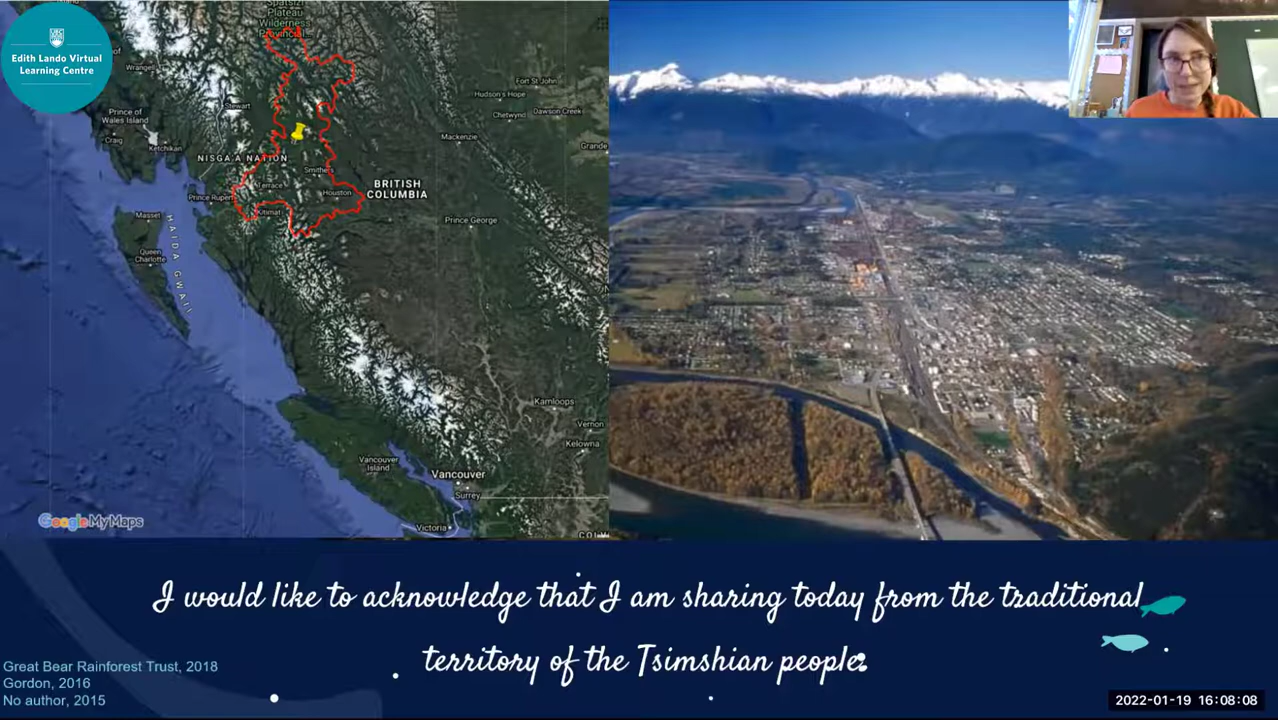 Edith Lando Virtual
Learning Centre
Spatsizi
Plateau
Wilderness
Provincial...
Wrangell
Stewart
Fort St John
Hudson's Hope
Dawson Creek
Chetwynd
Prince of
Wales Island
Craig
Ketchikan
Mackenzie
Grande
NISGA'A NATION
Smithers
Terrace
Houston
BRITISH
COLUMBIA
Prince Rupert
Kitimat
Masset
Prince George
HAIDA GWAII
Queen
Charlotte
Kamloops
Vernon
Kelowna
Vancouver
Island
Vancouver
Surrey
Victoria
Google My Maps
I would like to acknowledge that I am sharing today from the traditional
territory of the Tsimshian people.
Great Bear Rainforest Trust, 2018
Gordon, 2016
No author, 2015
2022-01-19 16:08:08